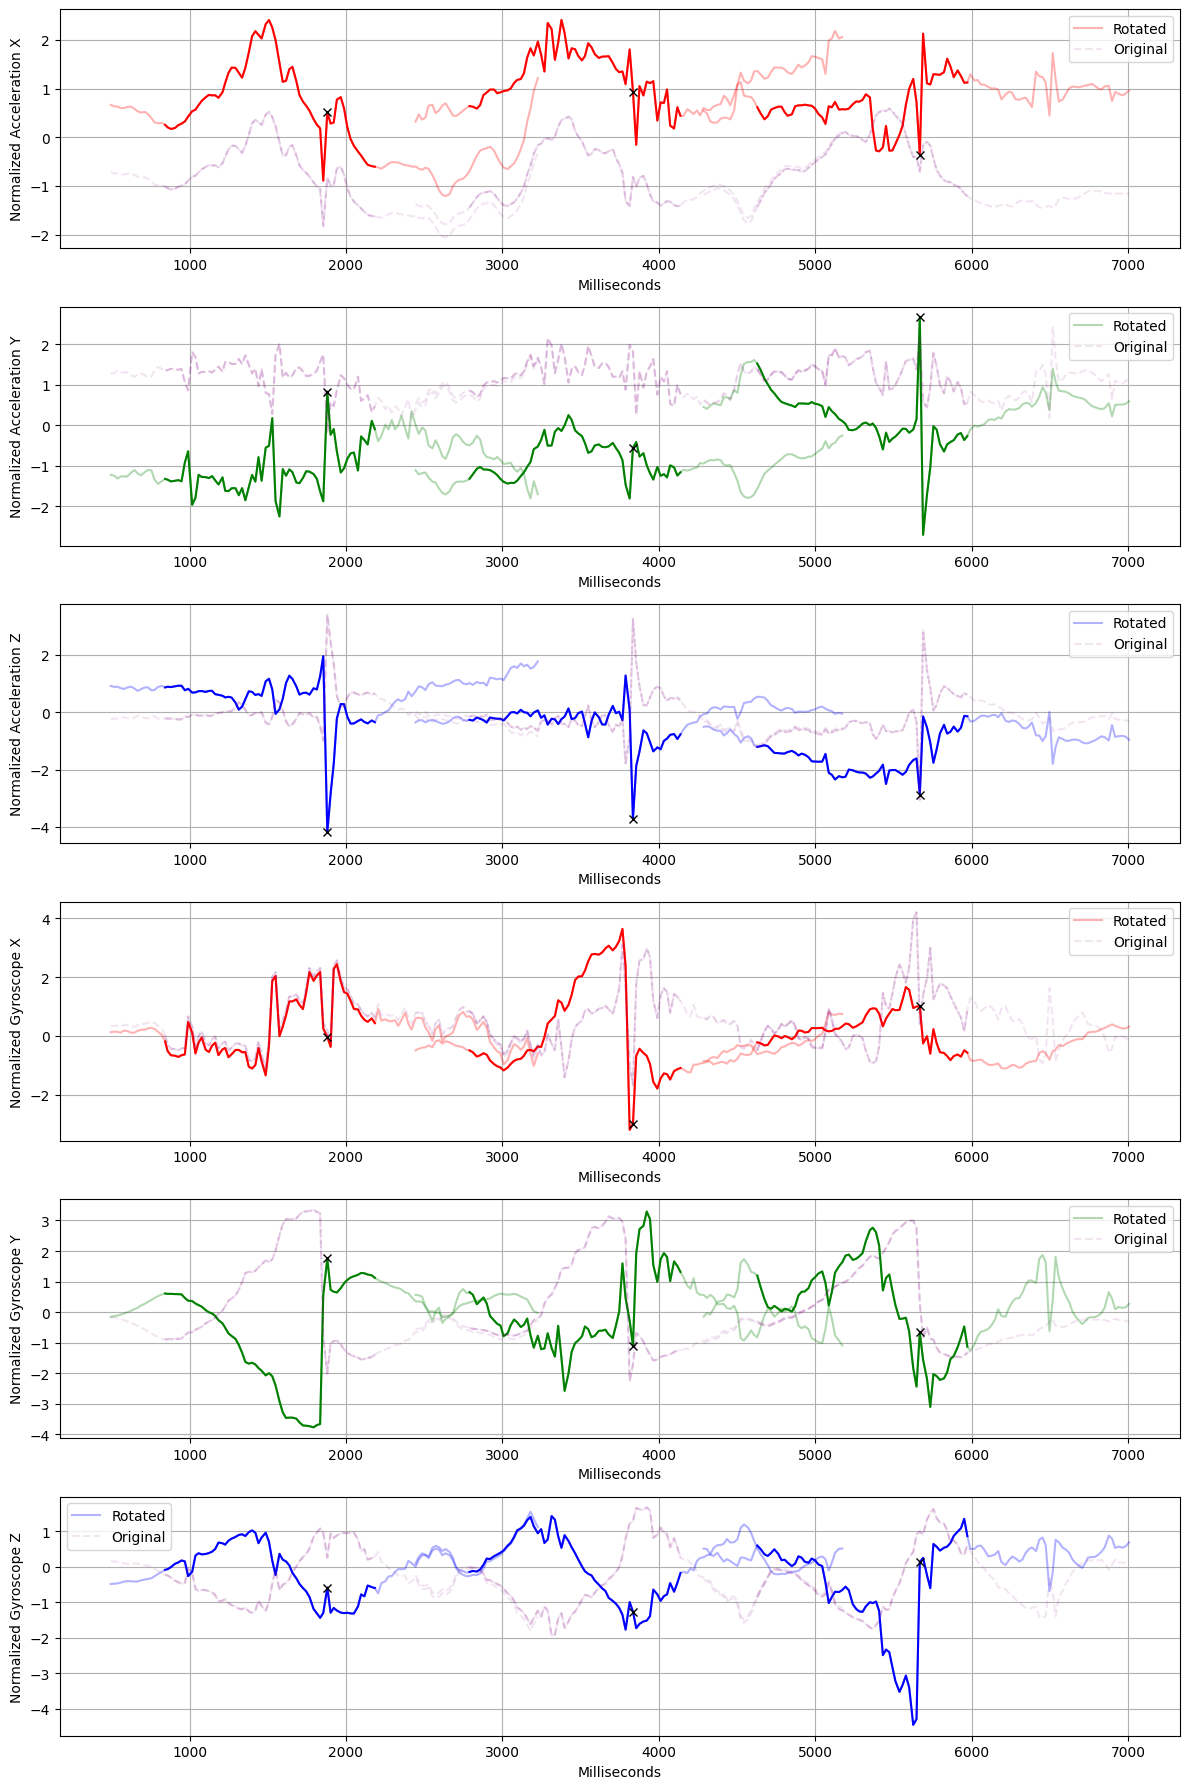 Normalized Acceleration X
2
1
0
−1
−2
Rotated
Original
1000 2000 3000 4000 5000 6000 7000
Milliseconds
Normalized Acceleration Y
2
1
0
−1
−2
Rotated
Original
1000 2000 3000 4000 5000 6000 7000
Milliseconds
Normalized Acceleration Z
2
0
−2
−4
Rotated
Original
1000 2000 3000 4000 5000 6000 7000
Milliseconds
Normalized Gyroscope X
4
2
0
−2
Rotated
Original
1000 2000 3000 4000 5000 6000 7000
Milliseconds
Normalized Gyroscope Y
3
2
1
0
−1
−2
−3
−4
Rotated
Original
1000 2000 3000 4000 5000 6000 7000
Milliseconds
Normalized Gyroscope Z
1
0
−1
−2
−3
−4
Rotated
Original
1000 2000 3000 4000 5000 6000 7000
Milliseconds